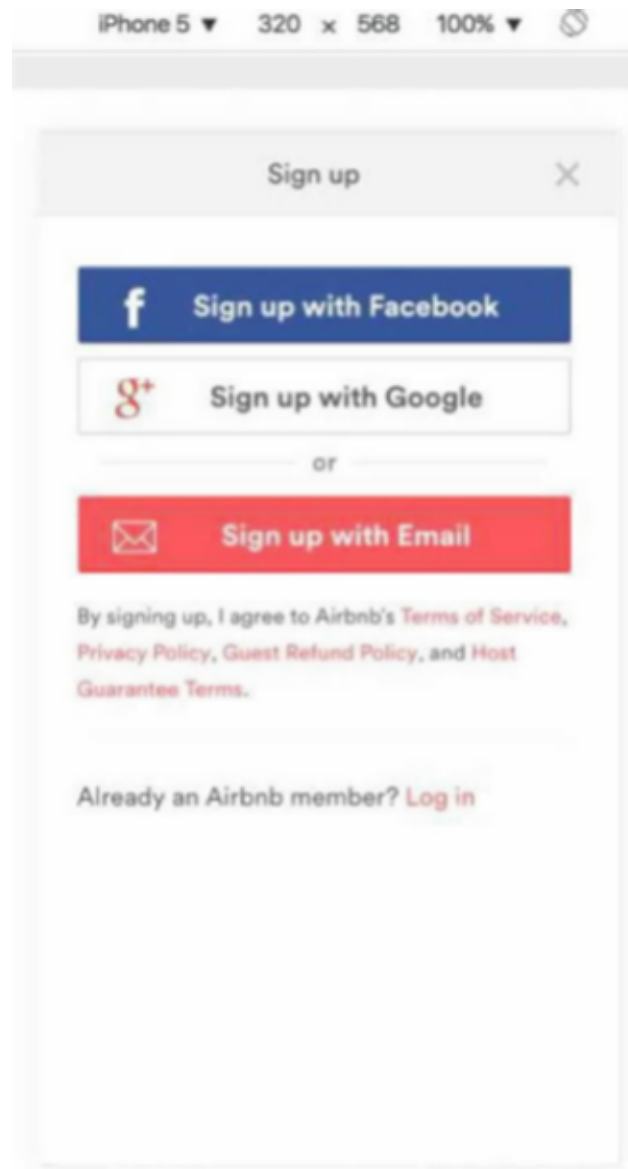 iPhone 5 ▼ 320 x 568 100% ▼
Sign up ×
f Sign up with Facebook
g+ Sign up with Google
or
Sign up with Email
By signing up, I agree to Airbnb's Terms of Service,
Privacy Policy, Guest Refund Policy, and Host
Guarantee Terms.
Already an Airbnb member? Log in